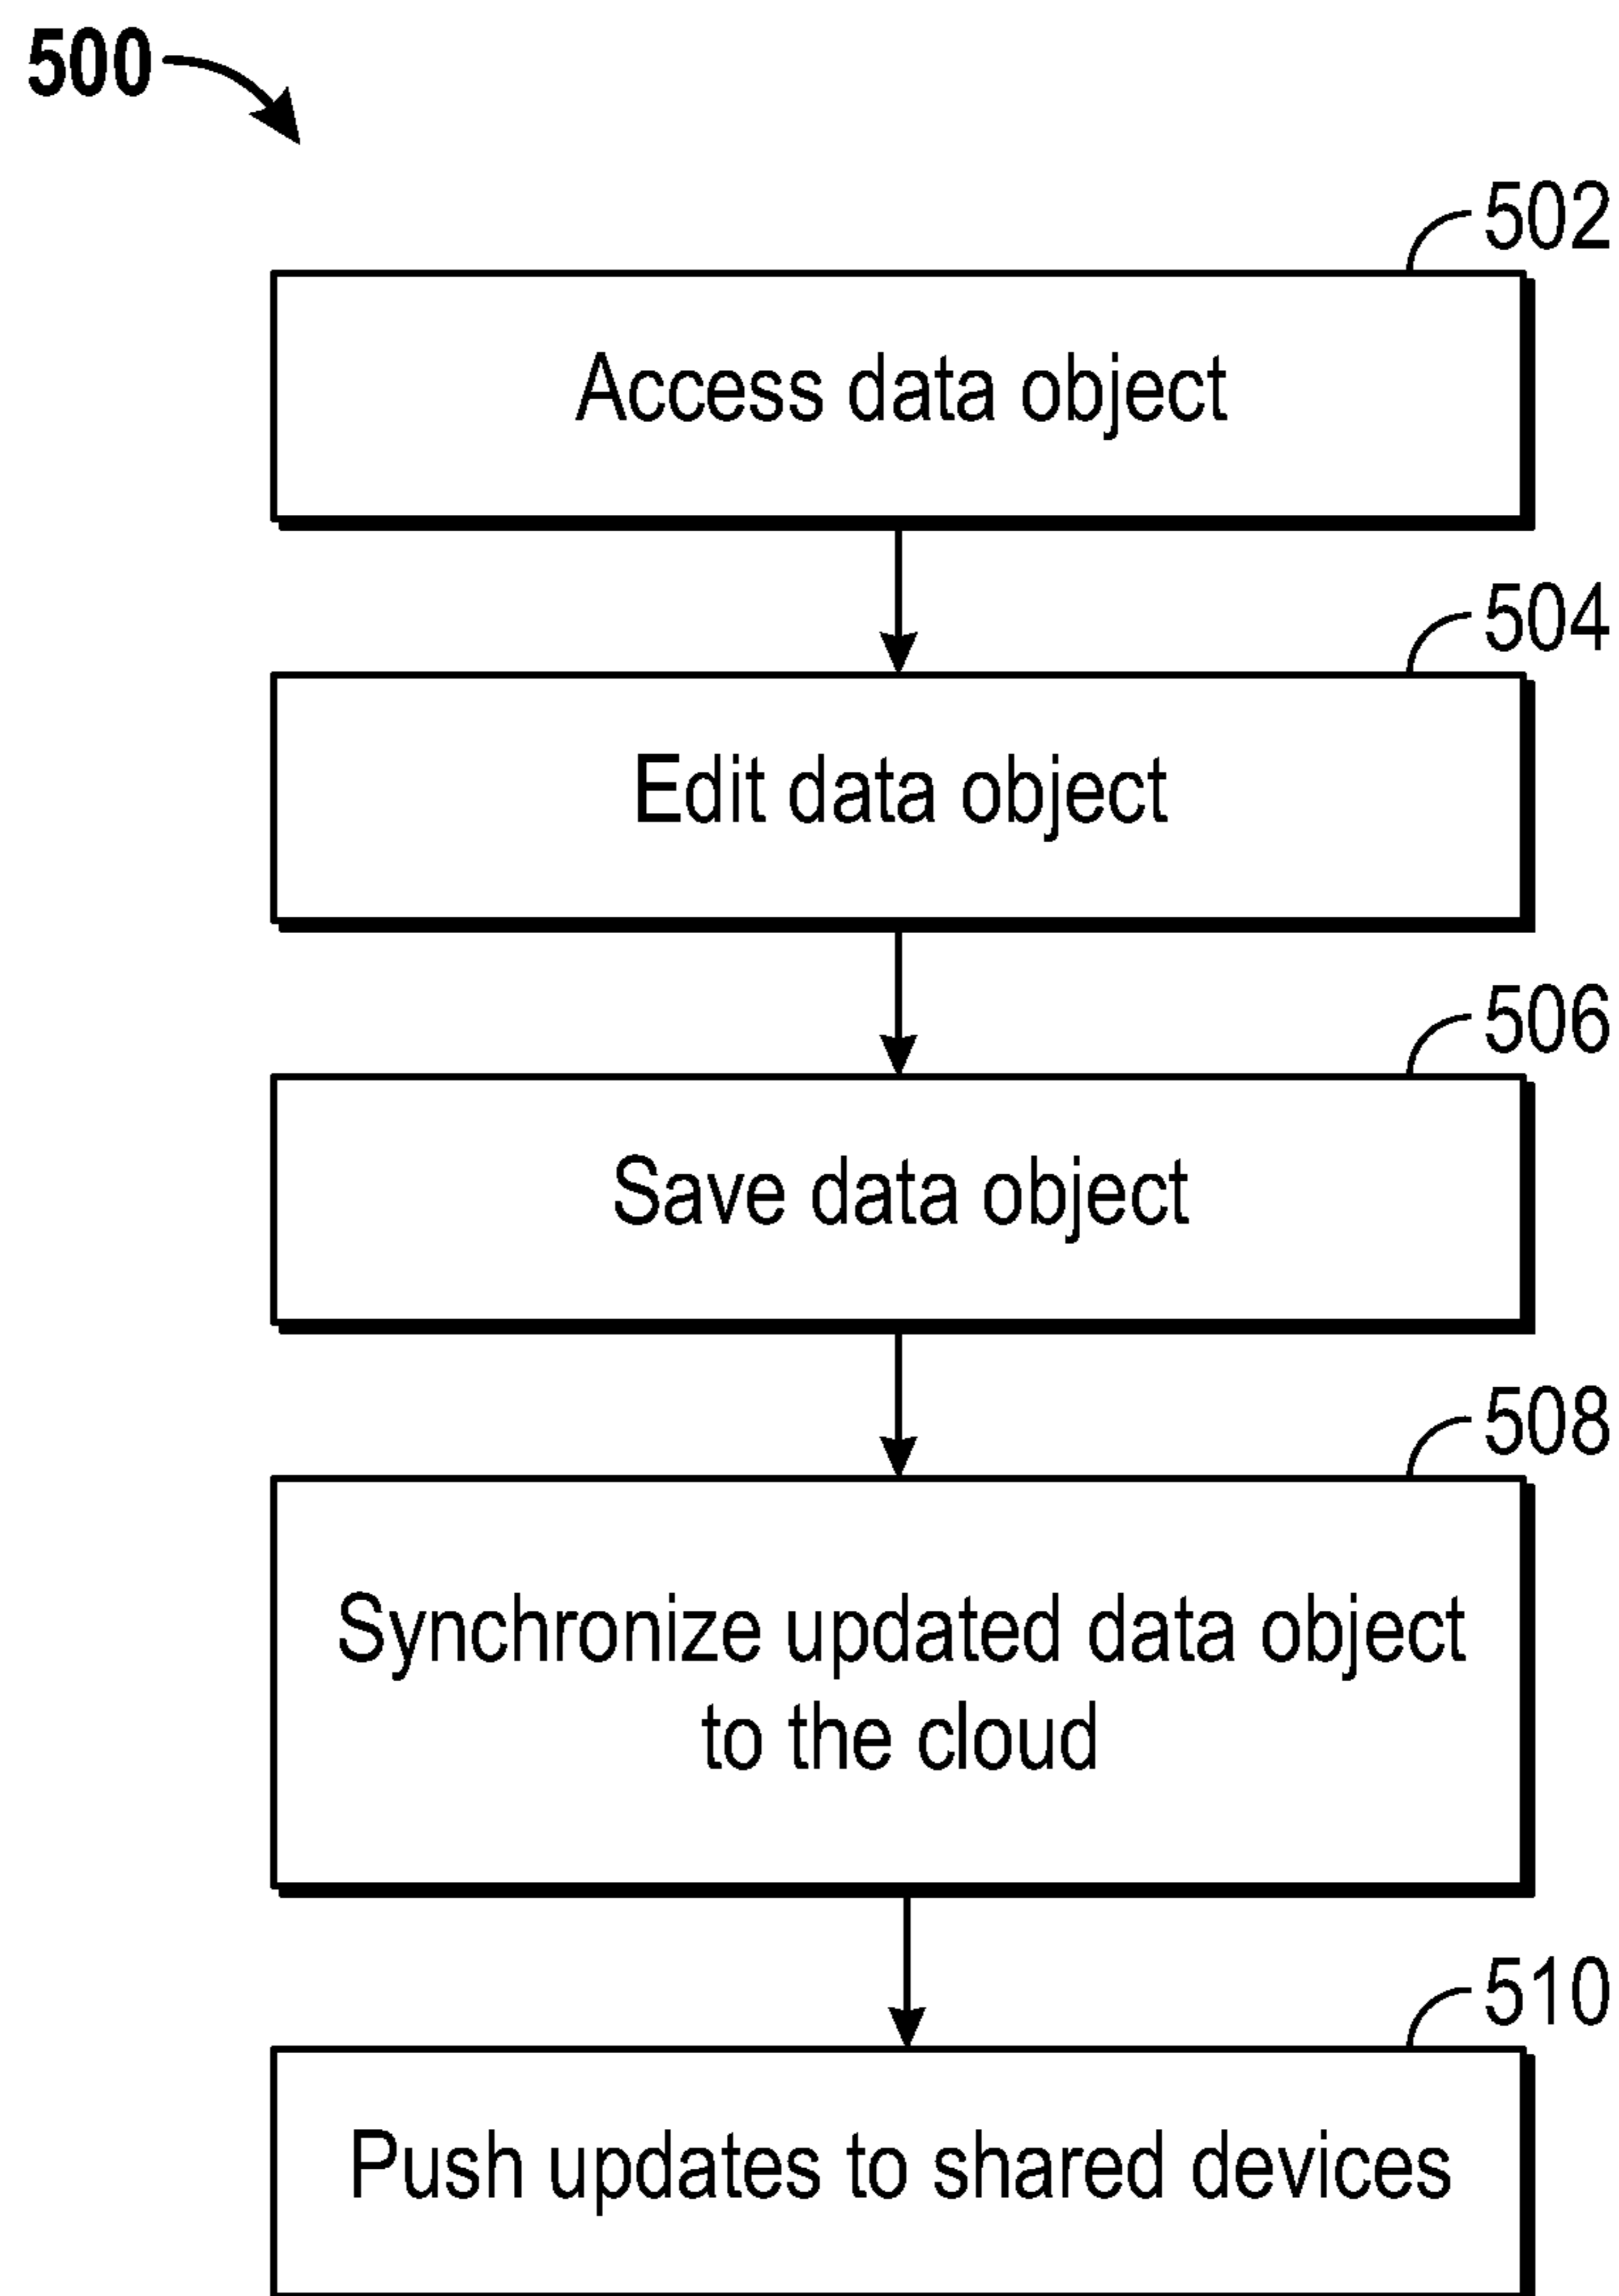 500
502
Access data object
504
Edit data object
506
Save data object
508
Synchronize updated data object
to the cloud
510
Push updates to shared devices